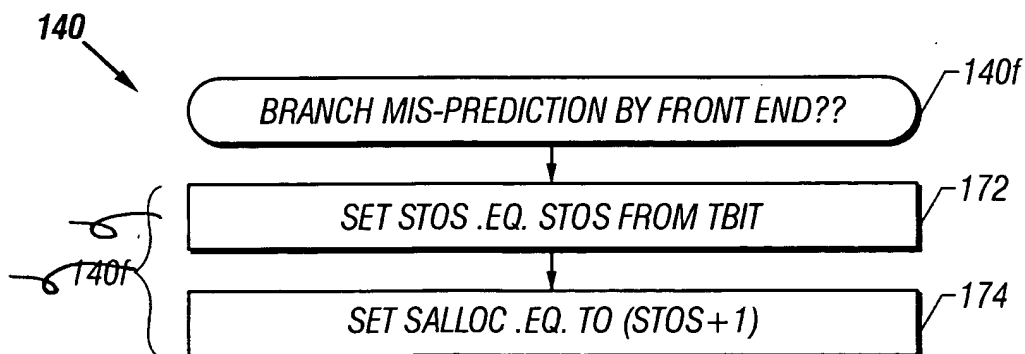 140
140f
BRANCH MIS-PREDICTION BY FRONT END??
172
SET STOS .EQ. STOS FROM TBIT
140f
174
SET SALLOC .EQ. TO (STOS+1)